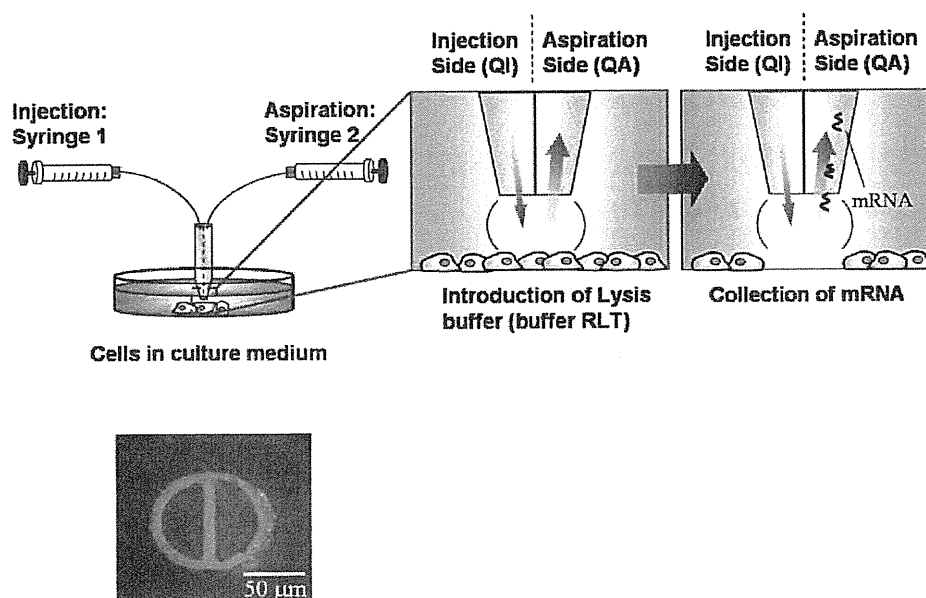 Injection:
Syringe 1
Aspiration:
Syringe 2
Cells in culture medium
Injection
Side (QI)
Aspiration
Side (QA)
Introduction of Lysis
buffer (buffer RLT)
Injection
Side (QI)
Aspiration
Side (QA)
mRNA
Collection of mRNA
50 µm